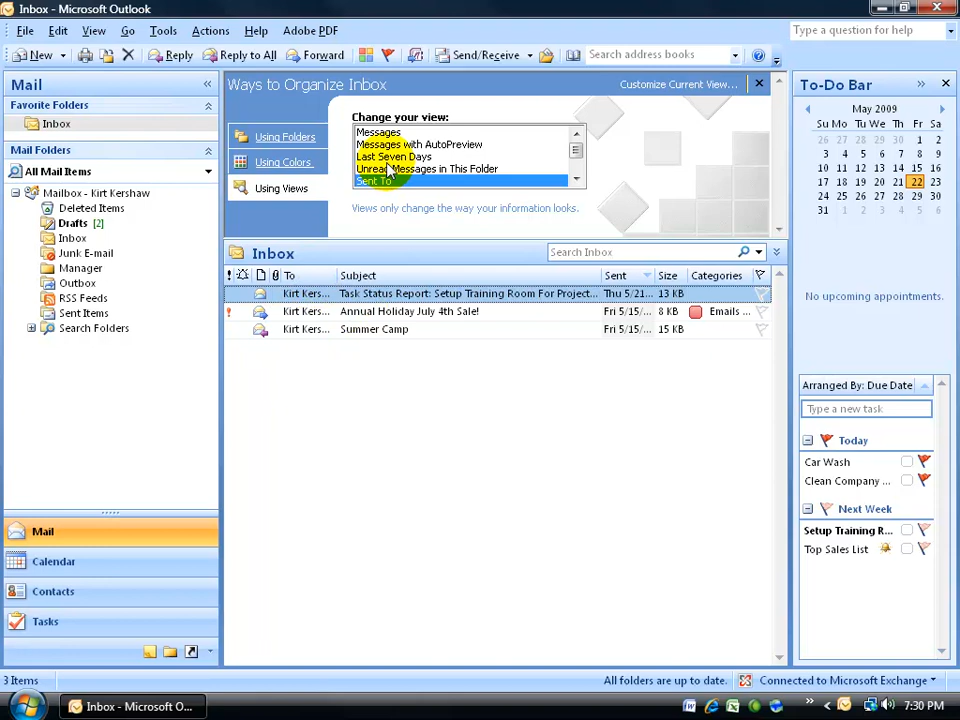 Inbox - Microsoft Outlook
File Edit View Go Tools Actions Help Adobe PDF
Type a question for help
New Reply Reply to All Forward Send/Receive Search address books
Mail
Favorite Folders
Inbox
Mail Folders
All Mail Items
Mailbox - Kirt Kershaw
Deleted Items
Drafts [2]
Inbox
Junk E-mail
Manager
Outbox
RSS Feeds
Sent Items
Search Folders
Mail
Calendar
Contacts
Tasks
Ways to Organize Inbox
Customize Current View...
Using Folders
Using Colors
Using Views
Change your view:
Messages
Messages with AutoPreview
Last Seven Days
Unread Messages in This Folder
Sent To
Views only change the way your information looks.
Inbox
Search Inbox
! To Subject Sent Size Categories
Kirt Kers... Task Status Report: Setup Training Room For Project... Thu 5/21... 13 KB
! Kirt Kers... Annual Holiday July 4th Sale! Fri 5/15/... 8 KB Emails ...
Kirt Kers... Summer Camp Fri 5/15/... 15 KB
To-Do Bar
May 2009
Su Mo Tu We Th Fr Sa
26 27 28 29 30 1 2
3 4 5 6 7 8 9
10 11 12 13 14 15 16
17 18 19 20 21 22 23
24 25 26 27 28 29 30
31 1 2 3 4 5 6
No upcoming appointments.
Arranged By: Due Date
Type a new task
Today
Car Wash
Clean Company ...
Next Week
Setup Training R...
Top Sales List
3 Items
All folders are up to date.
Connected to Microsoft Exchange
Inbox - Microsoft O...
7:30 PM